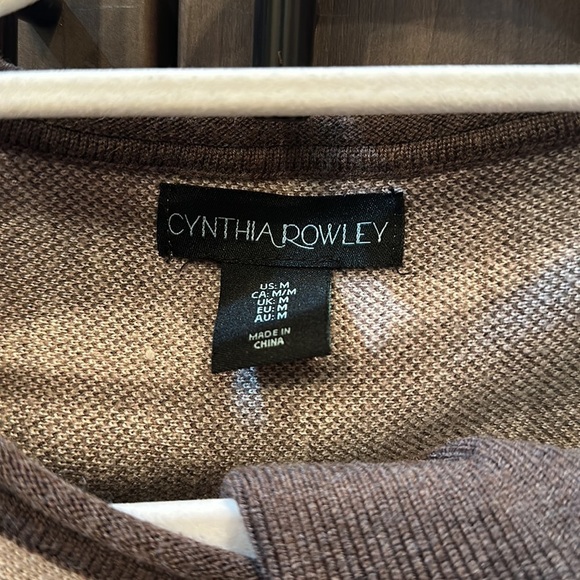 CYNTHIA ROWLEY
US: M
CA: M/M
UK: M
EU: M
AU: M
MADE IN
CHINA